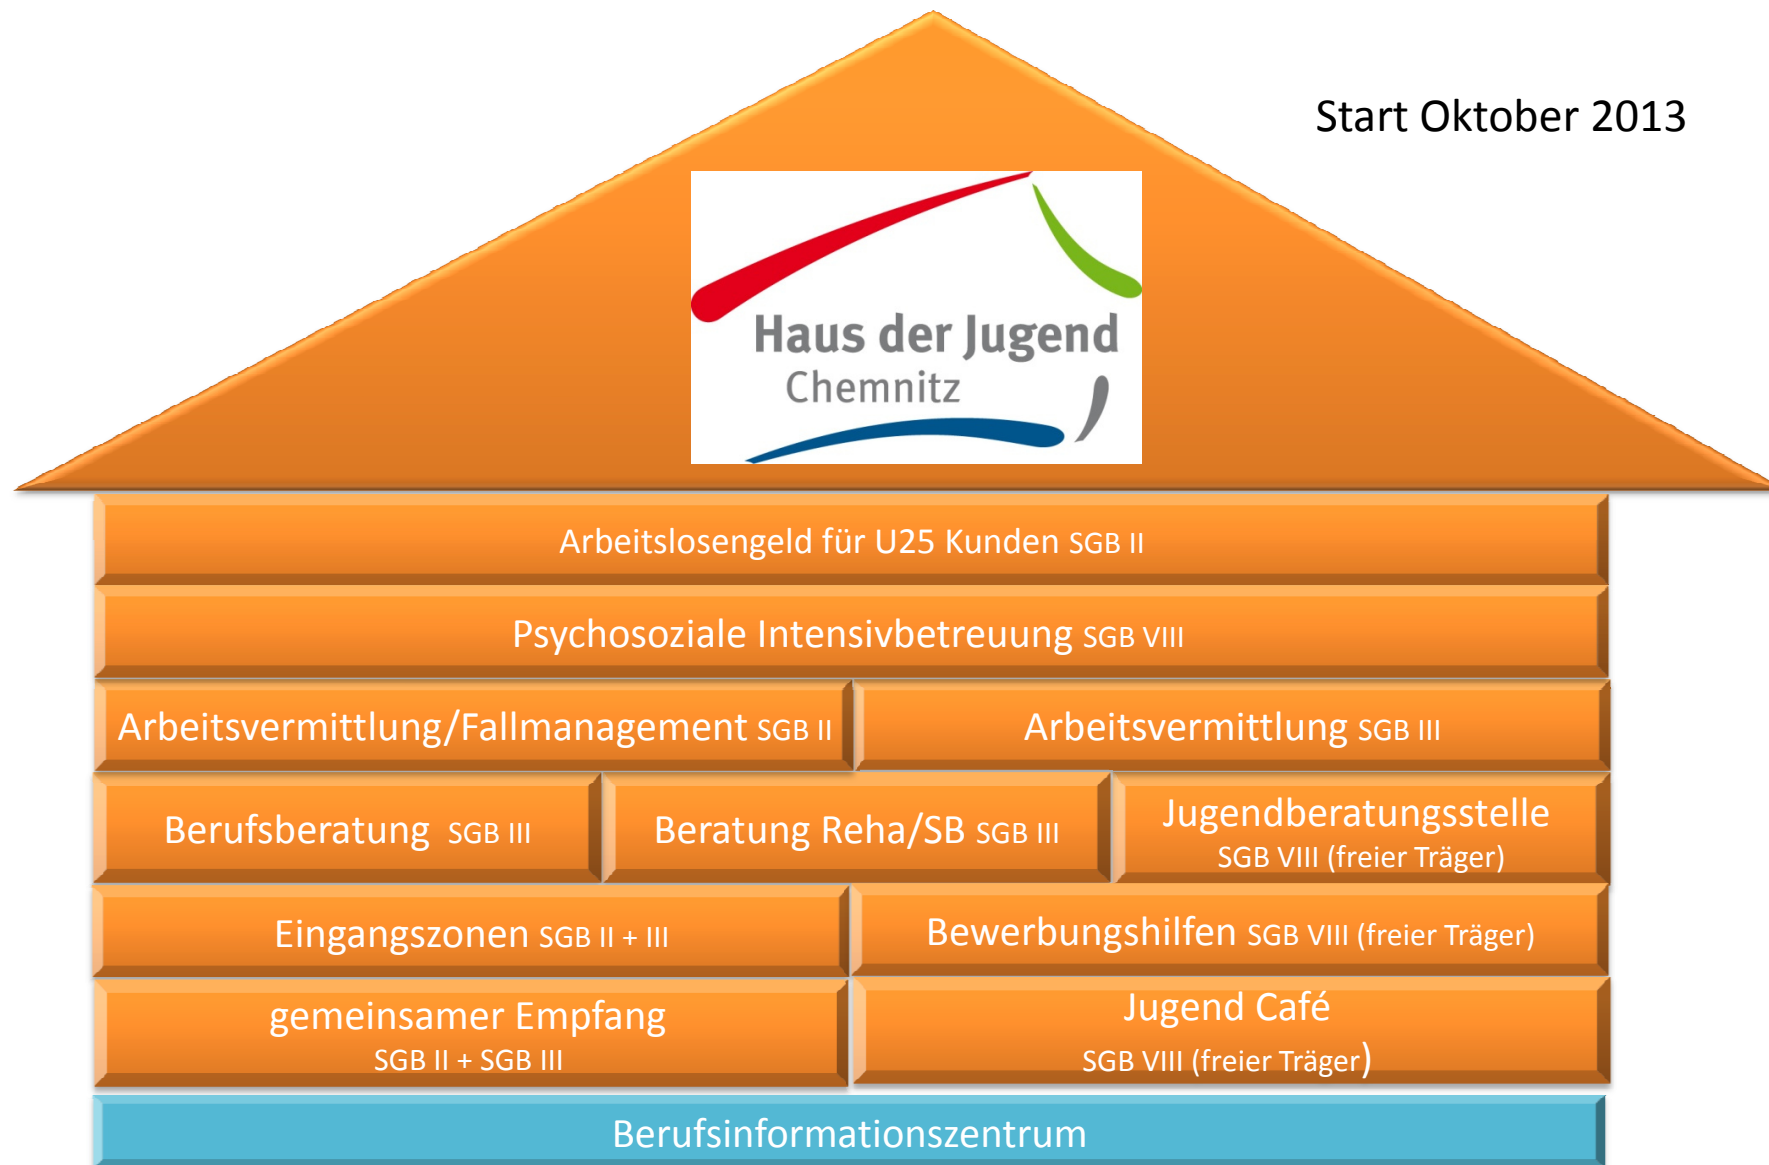 Start Oktober 2013
Haus der Jugend
Chemnitz
Arbeitslosengeld für U25 Kunden SGB II
Psychosoziale Intensivbetreuung SGB VIII
Arbeitsvermittlung/Fallmanagement SGB II
Arbeitsvermittlung SGB III
Berufsberatung SGB III
Beratung Reha/SB SGB III
Jugendberatungsstelle
SGB VIII (freier Träger)
Eingangszonen SGB II + III
Bewerbungshilfen SGB VIII (freier Träger)
gemeinsamer Empfang
SGB II + SGB III
Jugend Café
SGB VIII (freier Träger)
Berufsinformationszentrum